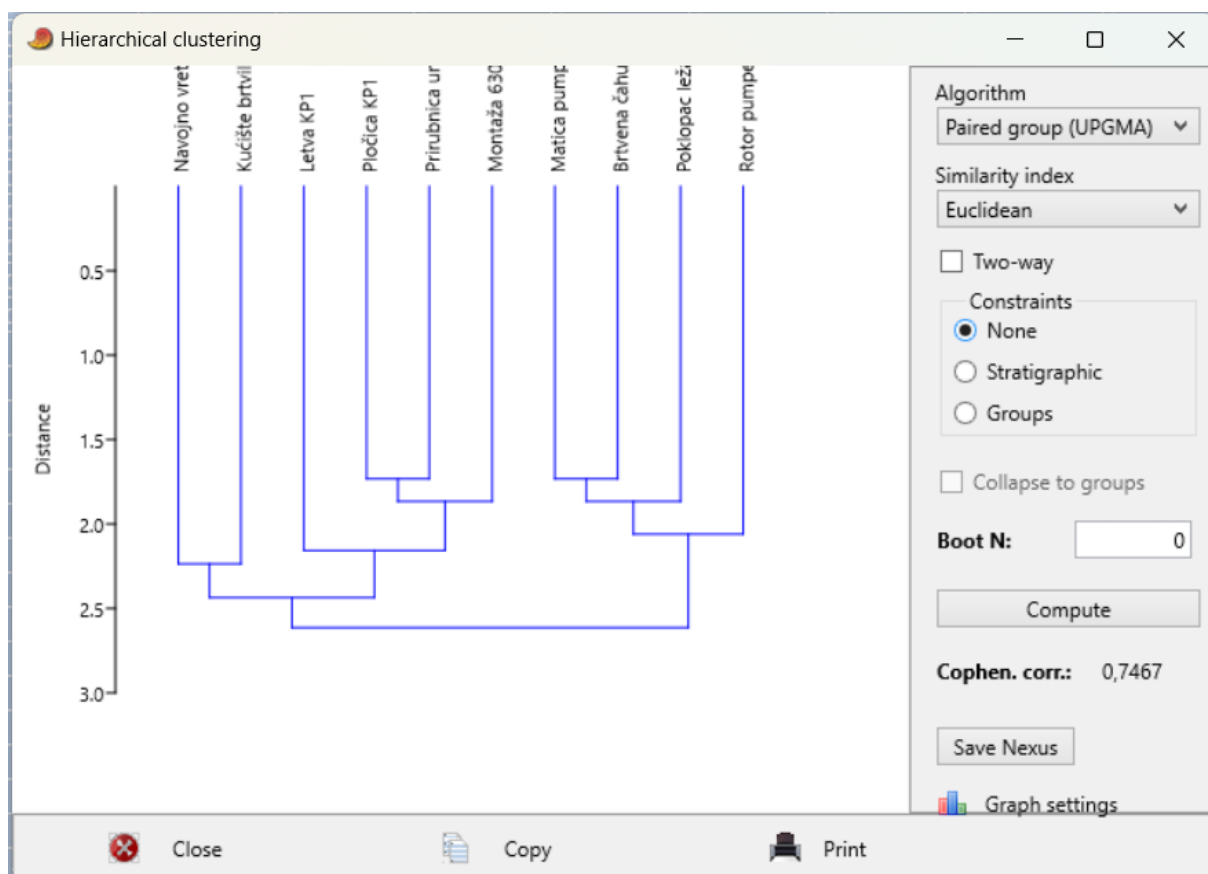 Hierarchical clustering
Navojno vret
Kućište brtvil
Letva KP1
Pločica KP1
Prirubnica ur
Montaža 630
Matica pump
Brtvena čahu
Poklopac leža
Rotor pumpe
Distance
0.5
1.0
1.5
2.0
2.5
3.0
Algorithm
Paired group (UPGMA)
Similarity index
Euclidean
Two-way
Constraints
None
Stratigraphic
Groups
Collapse to groups
Boot N: 0
Compute
Cophen. corr.: 0,7467
Save Nexus
Graph settings
Close Copy Print